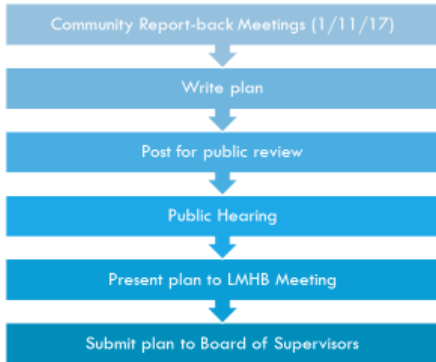 Community Report-back Meetings (1/11/17)
Write plan
Post for public review
Public Hearing
Present plan to LMHB Meeting
Submit plan to Board of Supervisors